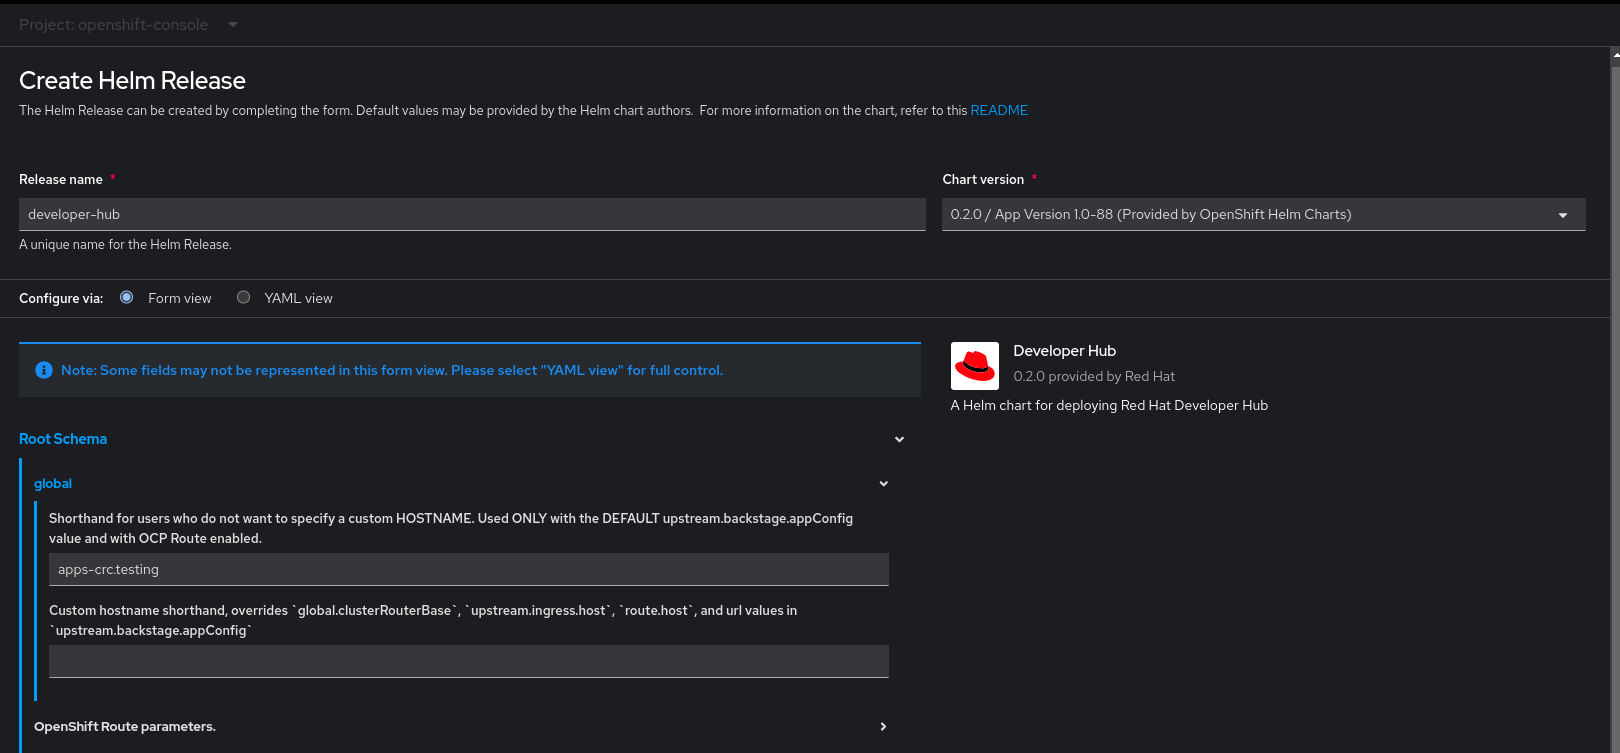 Project: openshift-console
Create Helm Release
The Helm Release can be created by completing the form. Default values may be provided by the Helm chart authors. For more information on the chart, refer to this README
Release name *
Chart version *
developer-hub
0.2.0 / App Version 1.0-88 (Provided by OpenShift Helm Charts)
A unique name for the Helm Release.
Configure via: Form view YAML view
Note: Some fields may not be represented in this form view. Please select "YAML view" for full control.
Developer Hub
0.2.0 provided by Red Hat
A Helm chart for deploying Red Hat Developer Hub
Root Schema
global
Shorthand for users who do not want to specify a custom HOSTNAME. Used ONLY with the DEFAULT upstream.backstage.appConfig
value and with OCP Route enabled.
apps-crc.testing
Custom hostname shorthand, overrides `global.clusterRouterBase`, `upstream.ingress.host`, `route.host`, and url values in
`upstream.backstage.appConfig`
OpenShift Route parameters.